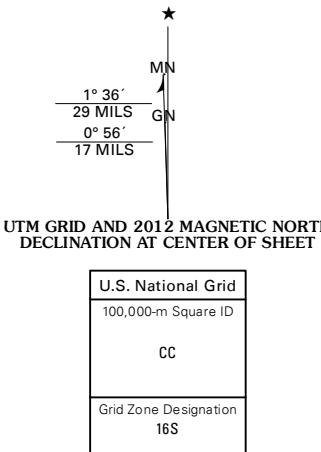 ★
MN
1° 36´
29 MILS
GN
0° 56´
17 MILS
UTM GRID AND 2012 MAGNETIC NORT
DECLINATION AT CENTER OF SHEET
U.S. National Grid
100,000-m Square ID
CC
Grid Zone Designation
16S